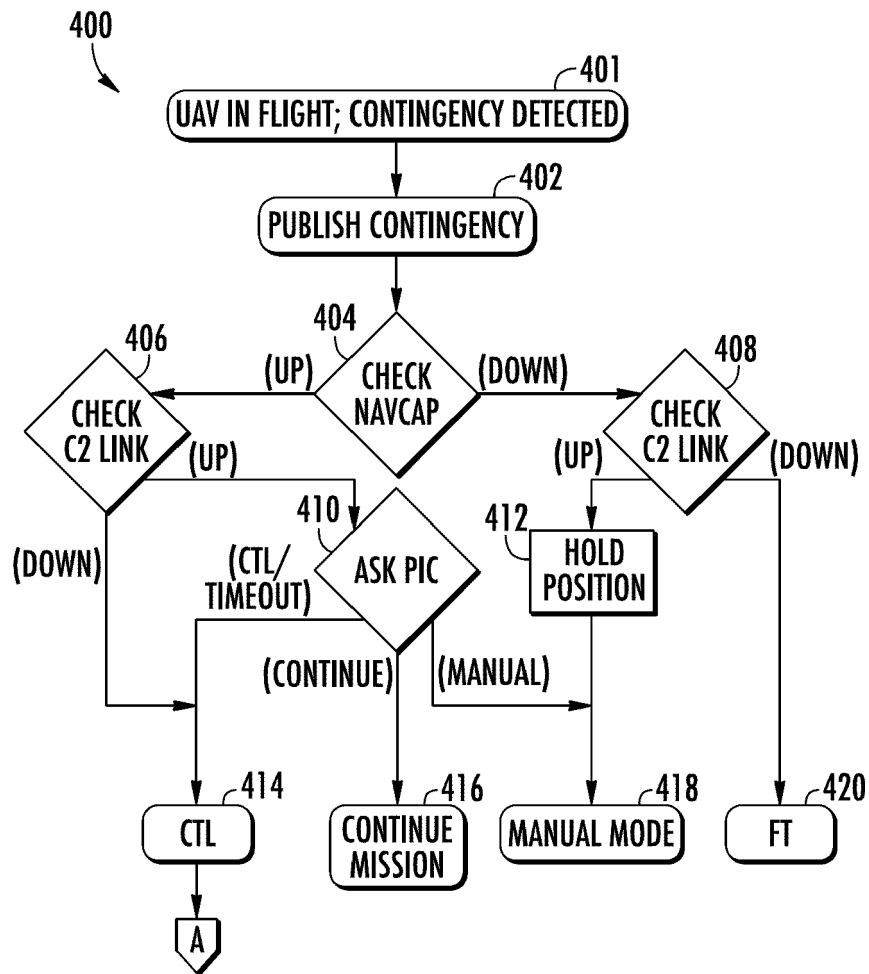 400
401
UAV IN FLIGHT; CONTINGENCY DETECTED
402
PUBLISH CONTINGENCY
404
CHECK
NAVCAP
(UP)
(DOWN)
406
CHECK
C2 LINK
(UP)
(DOWN)
408
CHECK
C2 LINK
(UP)
(DOWN)
410
ASK PIC
(CTL/
TIMEOUT)
(CONTINUE)
(MANUAL)
412
HOLD
POSITION
414
CTL
416
CONTINUE
MISSION
418
MANUAL MODE
420
FT
A